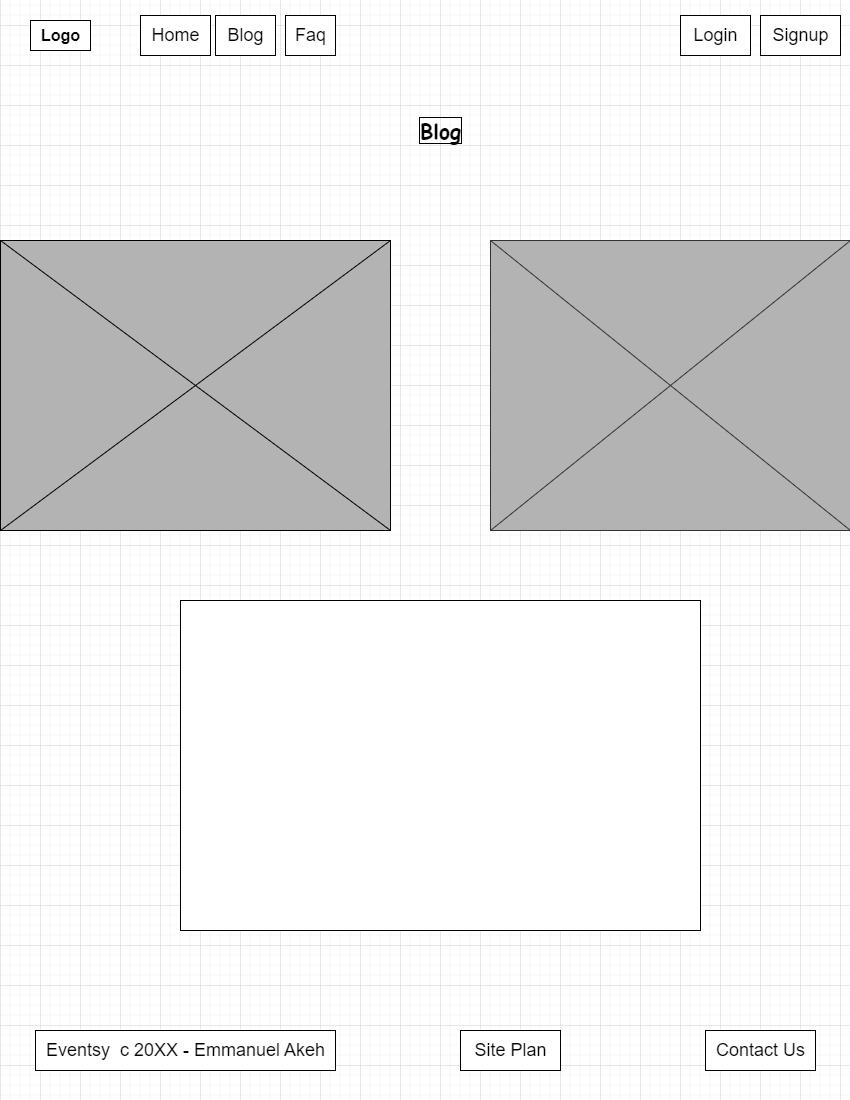 Logo
Home
Blog
Faq
Login
Signup
Blog
Eventsy c 20XX - Emmanuel Akeh
Site Plan
Contact Us